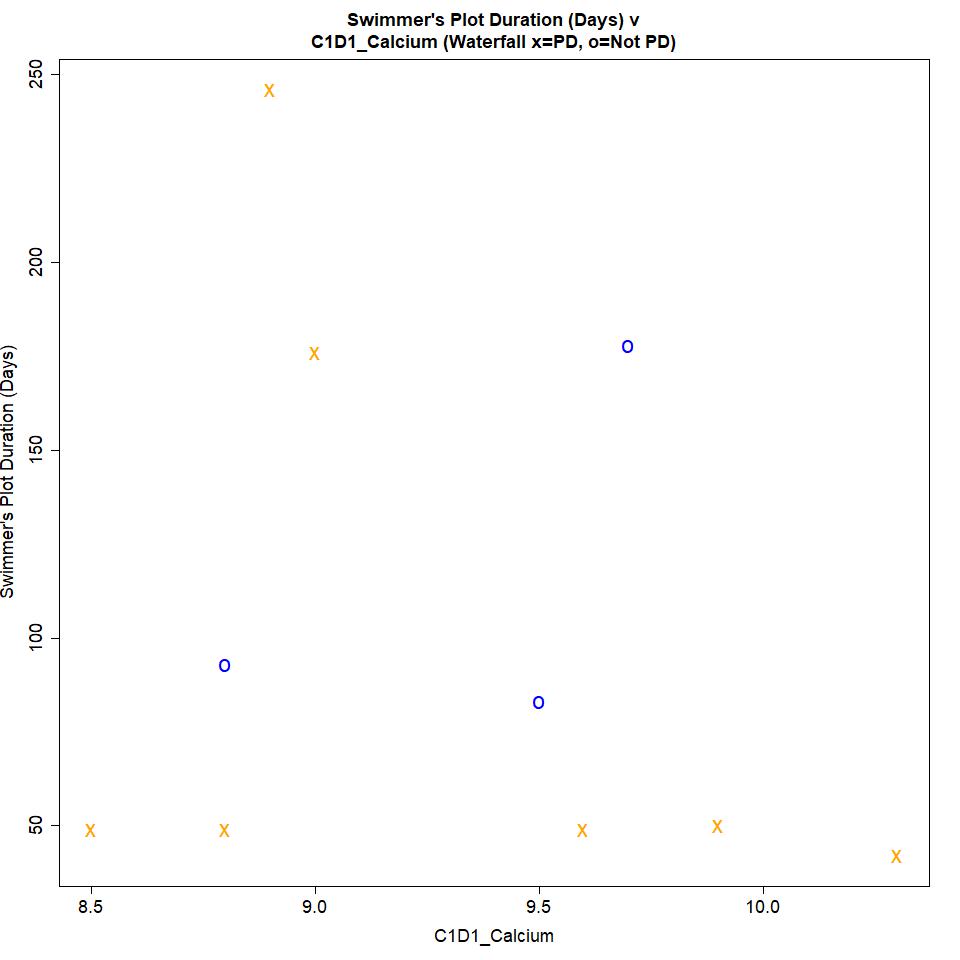 Swimmer's Plot Duration (Days) v
C1D1_Calcium (Waterfall x=PD, o=Not PD)
Swimmer's Plot Duration (Days)
250
200
150
100
50
X
X
O
O
O
X
X
X
X
X
8.5
9.0
9.5
10.0
C1D1_Calcium